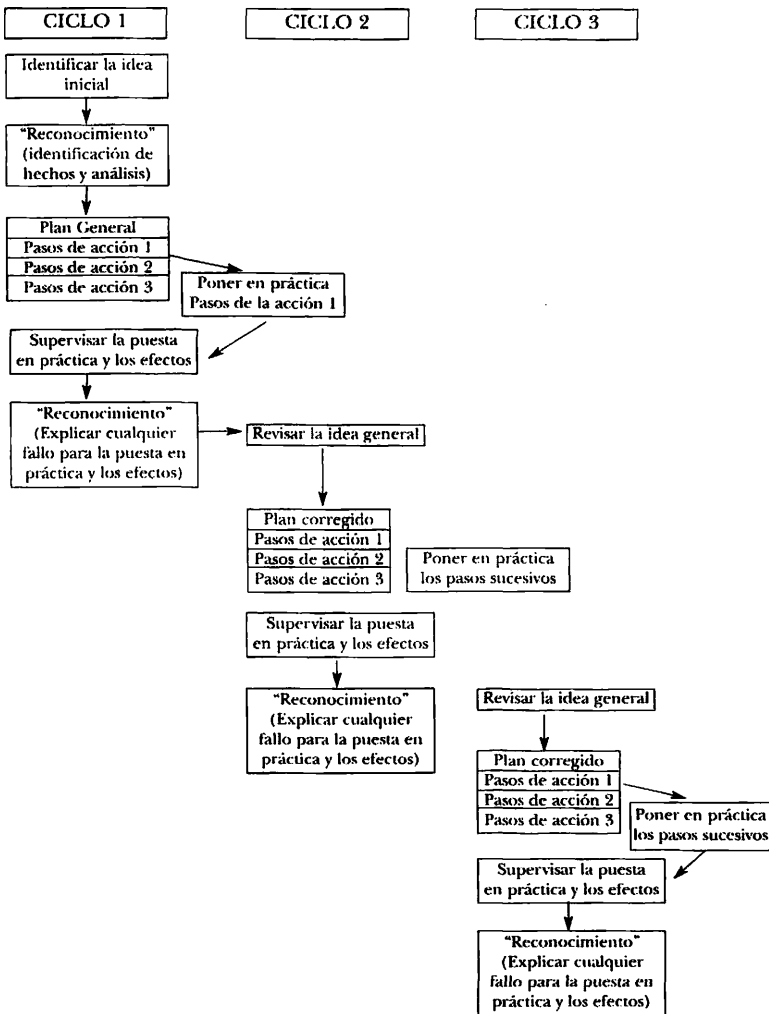 CICLO 1
CICLO 2
CICLO 3
Identificar la idea
inicial
“Reconocimiento”
(identificación de
hechos y análisis)
Plan General
Pasos de acción 1
Pasos de acción 2
Pasos de acción 3
Poner en práctica
Pasos de la acción 1
Supervisar la puesta
en práctica y los efectos
“Reconocimiento”
(Explicar cualquier
fallo para la puesta en
práctica y los efectos)
Revisar la idea general
Plan corregido
Pasos de acción 1
Pasos de acción 2
Pasos de acción 3
Poner en práctica
los pasos sucesivos
Supervisar la puesta
en práctica y los efectos
“Reconocimiento”
(Explicar cualquier
fallo para la puesta en
práctica y los efectos)
Revisar la idea general
Plan corregido
Pasos de acción 1
Pasos de acción 2
Pasos de acción 3
Poner en práctica
los pasos sucesivos
Supervisar la puesta
en práctica y los efectos
“Reconocimiento”
(Explicar cualquier
fallo para la puesta en
práctica y los efectos)